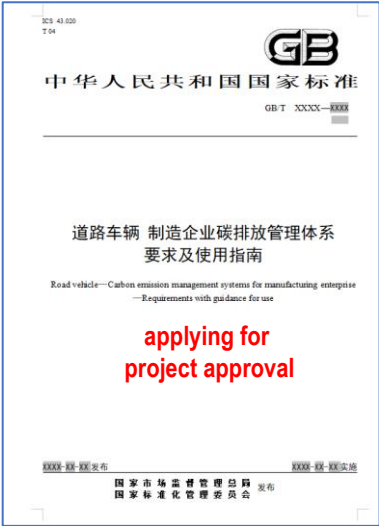 ICS 43.020
T 04
GB
中华人民共和国国家标准
GB/T XXXX—XXXX
道路车辆 制造企业碳排放管理体系
要求及使用指南
Road vehicle—Carbon emission management systems for manufacturing enterprise
—Requirements with guidance for use
applying for
project approval
XXXX-XX-XX发布 XXXX-XX-XX实施
国家市场监督管理总局
国家标准化管理委员会 发布